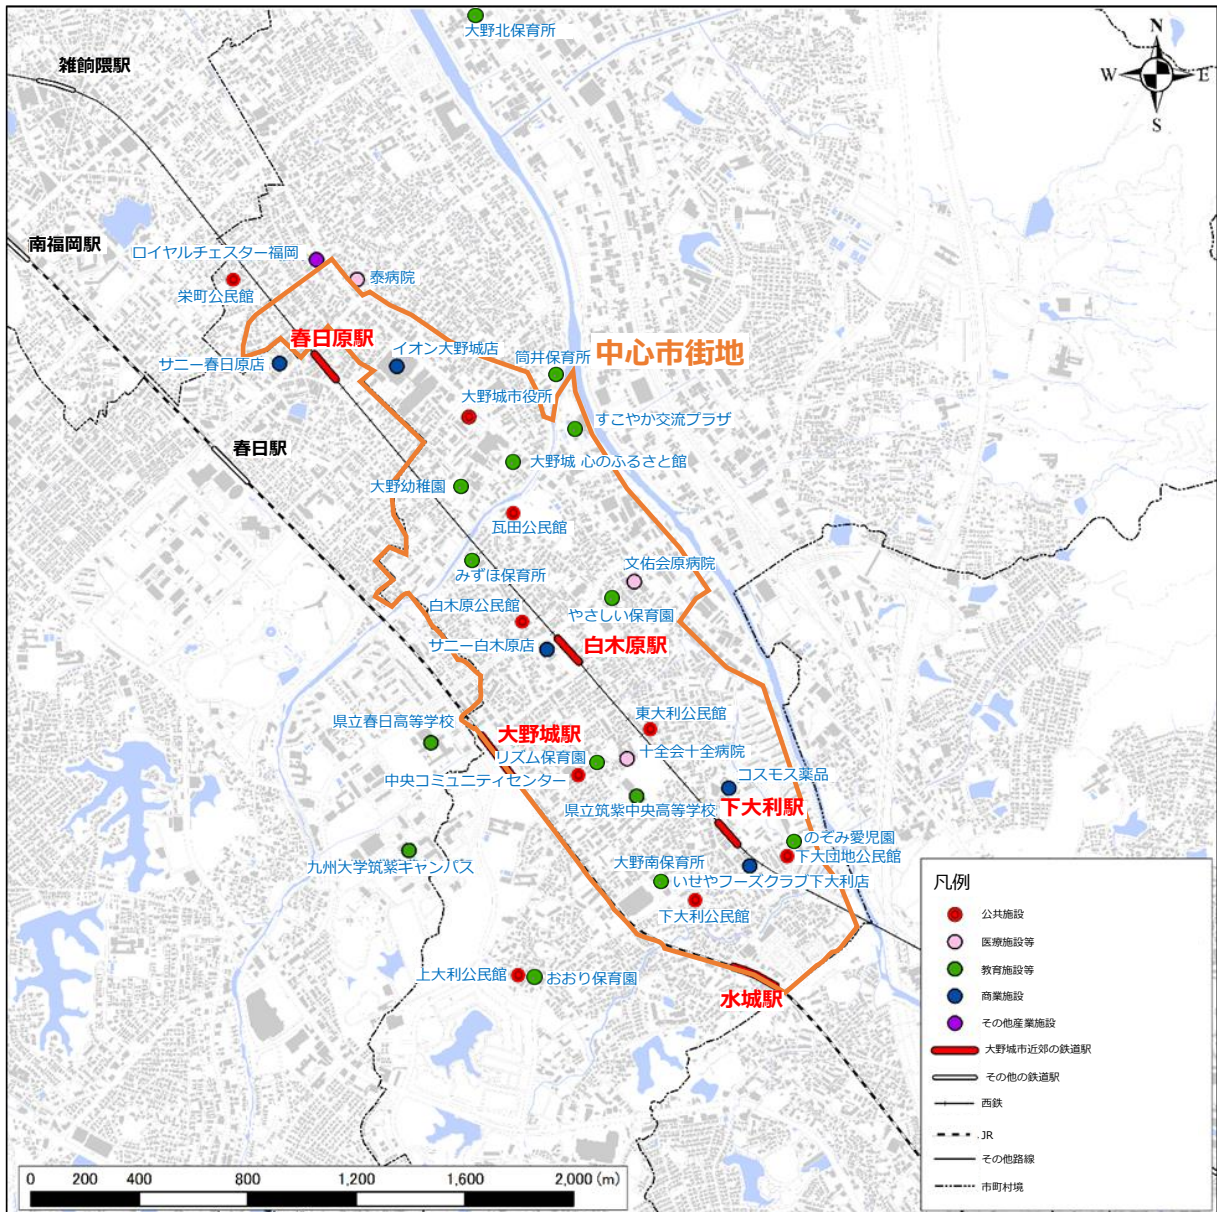 大野北保育所
雑餉隈駅
N
W
E
S
南福岡駅
ロイヤルチェスター福岡
泰病院
栄町公民館
春日原駅
イオン大野城店
サニー春日原店
筒井保育所
中心市街地
大野城市役所
すこやか交流プラザ
春日駅
大野城 心のふるさと館
大野幼稚園
瓦田公民館
みずほ保育所
文佑会原病院
やさしい保育園
白木原公民館
サニー白木原店
白木原駅
県立春日高等学校
大野城駅
東大利公民館
リズム保育園
十全会十全病院
中央コミュニティセンター
コスモス薬品
県立筑紫中央高等学校
下大利駅
のぞみ愛児園
下大団地公民館
九州大学筑紫キャンパス
大野南保育所
いせやフーズクラブ下大利店
下大利公民館
上大利公民館
おおり保育園
水城駅
凡例
公共施設
医療施設等
教育施設等
商業施設
その他産業施設
大野城市近郊の鉄道駅
その他の鉄道駅
西鉄
JR
その他路線
市町村境
0 200 400 800 1,200 1,600 2,000 (m)